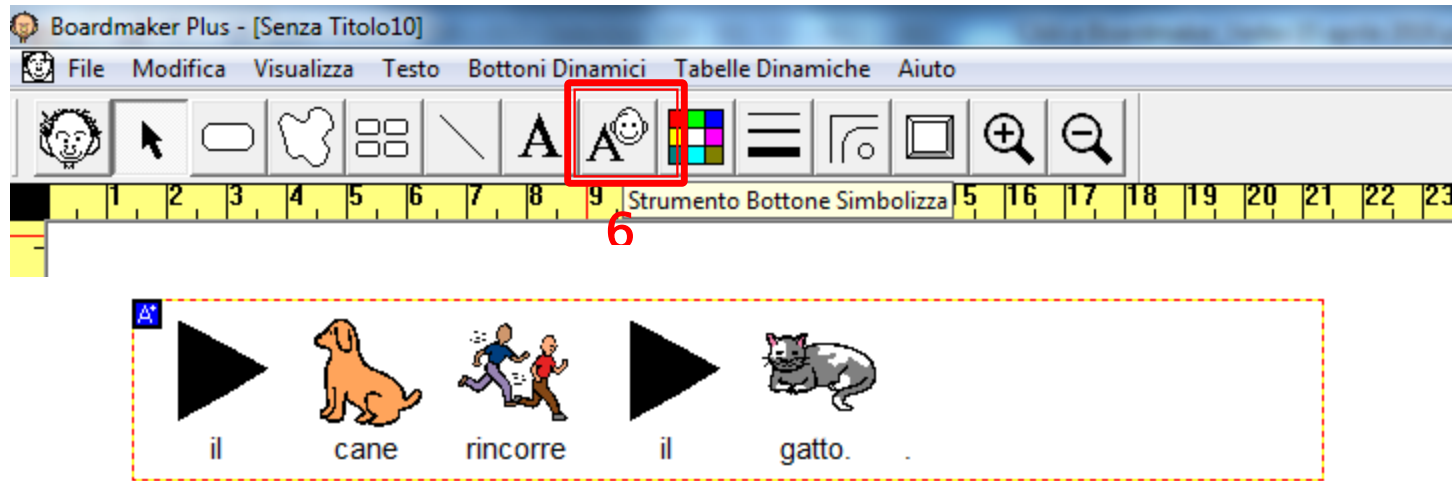 Boardmaker Plus - [Senza Titolo10]
File Modifica Visualizza Testo Bottoni Dinamici Tabelle Dinamiche Aiuto
A A
1 2 3 4 5 6 7 8 9 Strumento Bottone Simbolizza 5 16 17 18 19 20 21 22 23
6
A+
il cane rincorre il gatto. .